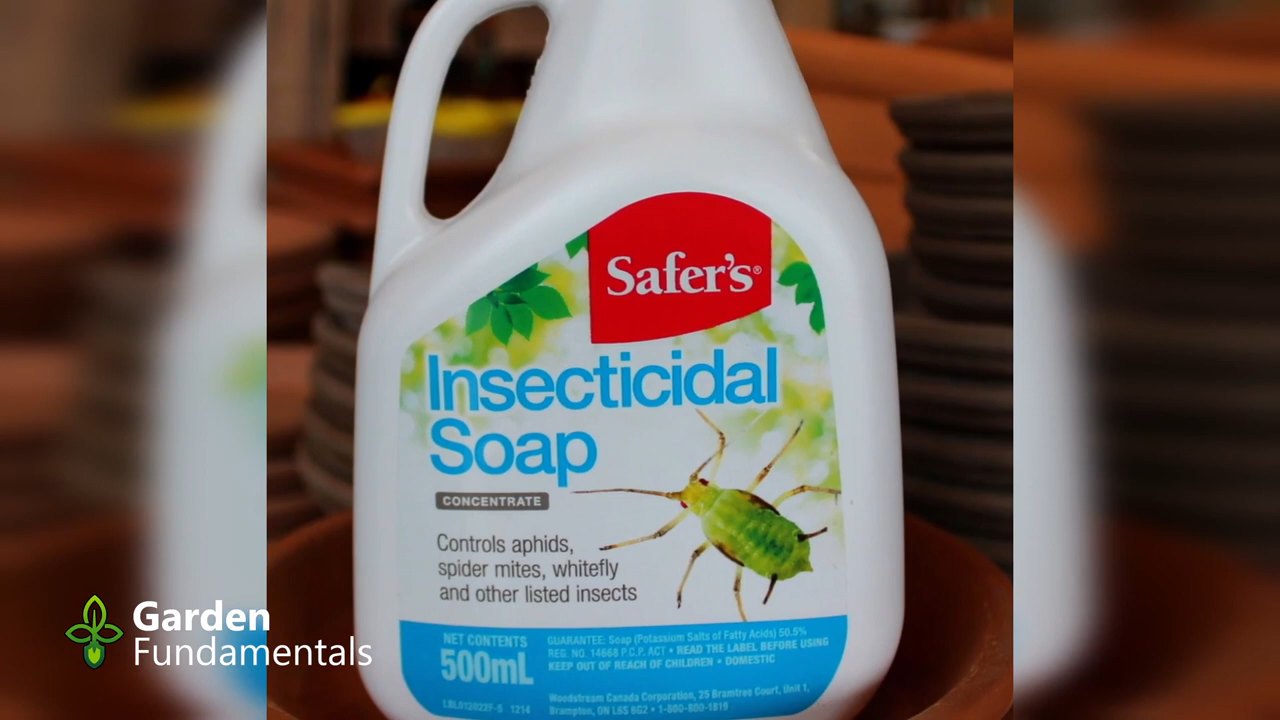 Safer's®
Insecticidal
Soap
CONCENTRATE
Controls aphids,
spider mites, whitefly
and other listed insects
NET CONTENTS
500mL
LBL012022F-5 1214
GUARANTEE: Soap (Potassium Salts of Fatty Acids) 50.5%
REG. NO. 14668 P.C.P. ACT • READ THE LABEL BEFORE USING
KEEP OUT OF REACH OF CHILDREN • DOMESTIC
Woodstream Canada Corporation, 25 Bramtree Court, Unit 1,
Brampton, ON L6S 6G2 • 1-800-800-1819
Garden
Fundamentals